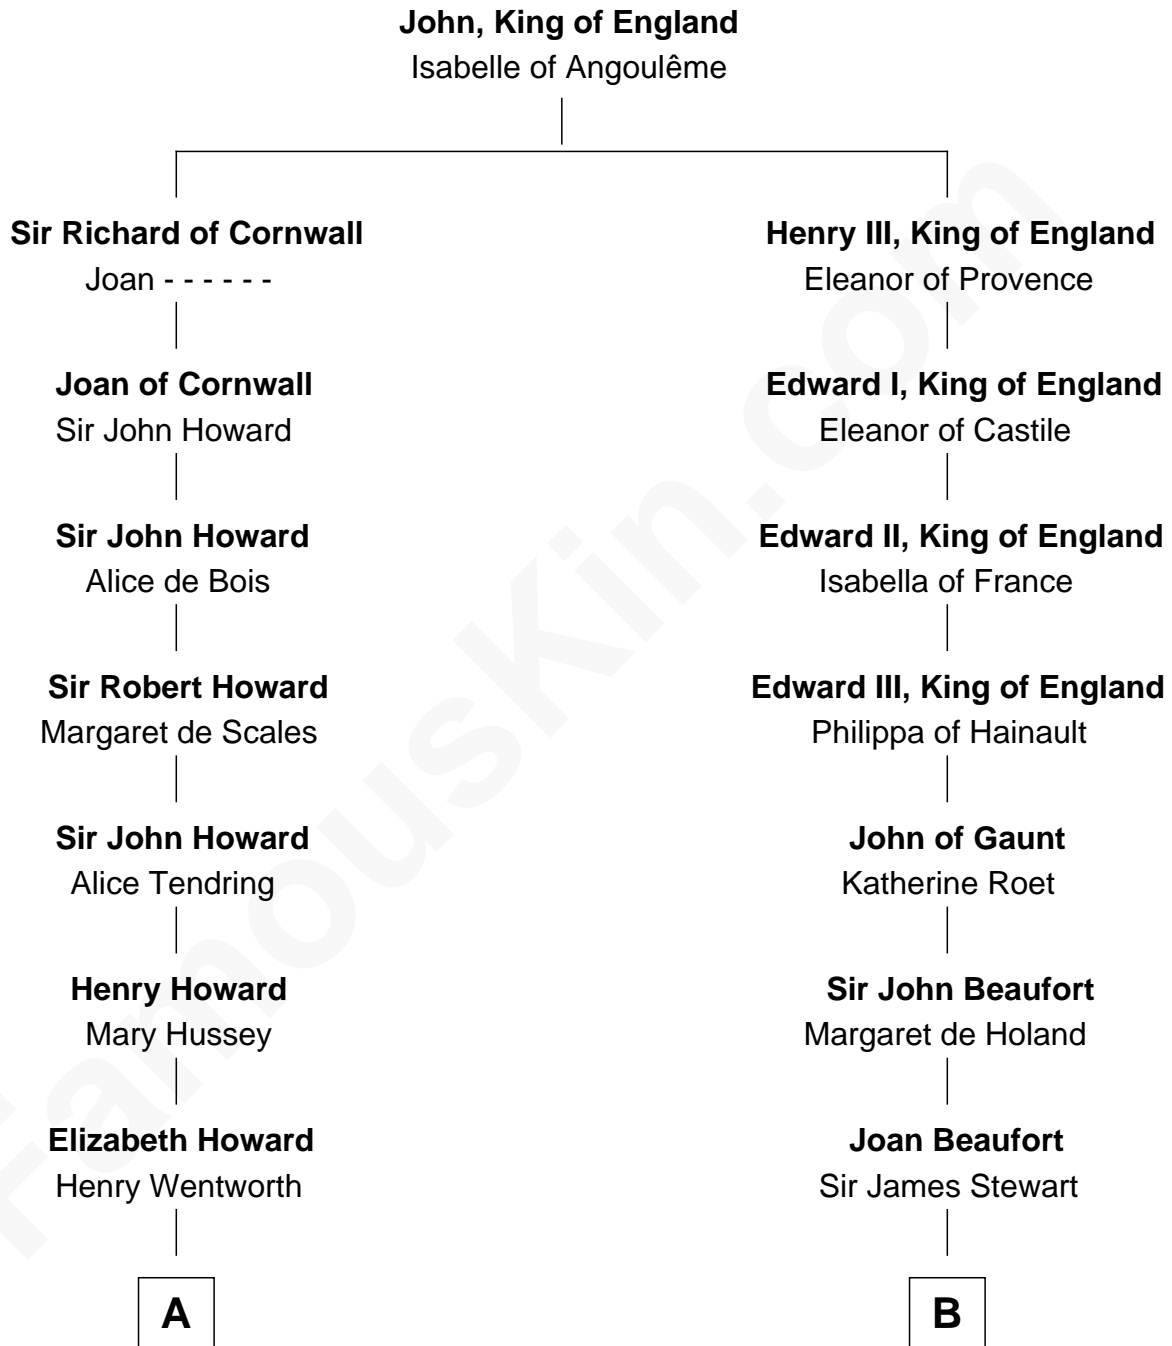 John, King of England
Isabelle of Angoulême
Sir Richard of Cornwall
Joan - - - - - -
Henry III, King of England
Eleanor of Provence
Joan of Cornwall
Sir John Howard
Edward I, King of England
Eleanor of Castile
Sir John Howard
Alice de Bois
Edward II, King of England
Isabella of France
Sir Robert Howard
Margaret de Scales
Edward III, King of England
Philippa of Hainault
Sir John Howard
Alice Tendring
John of Gaunt
Katherine Roet
Henry Howard
Mary Hussey
Sir John Beaufort
Margaret de Holand
Elizabeth Howard
Henry Wentworth
Joan Beaufort
Sir James Stewart
A
B
FamousKin.com